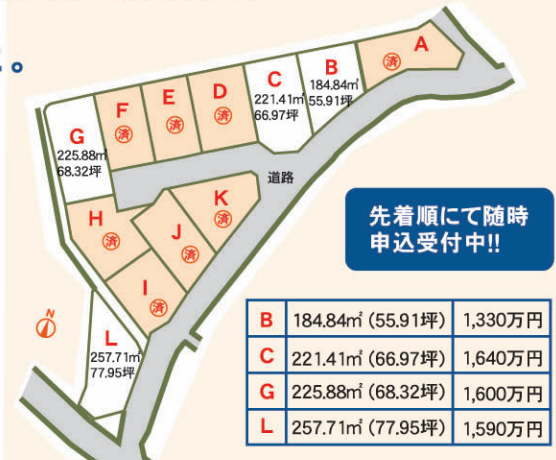 。
A
済
B
184.84㎡
55.91坪
C
221.41㎡
66.97坪
D
済
E
済
F
済
G
225.88㎡
68.32坪
道路
K
済
H
済
J
済
I
済
N
L
257.71㎡
77.95坪
先着順にて随時
申込受付中!!
B 184.84㎡(55.91坪) 1,330万円
C 221.41㎡(66.97坪) 1,640万円
G 225.88㎡(68.32坪) 1,600万円
L 257.71㎡(77.95坪) 1,590万円